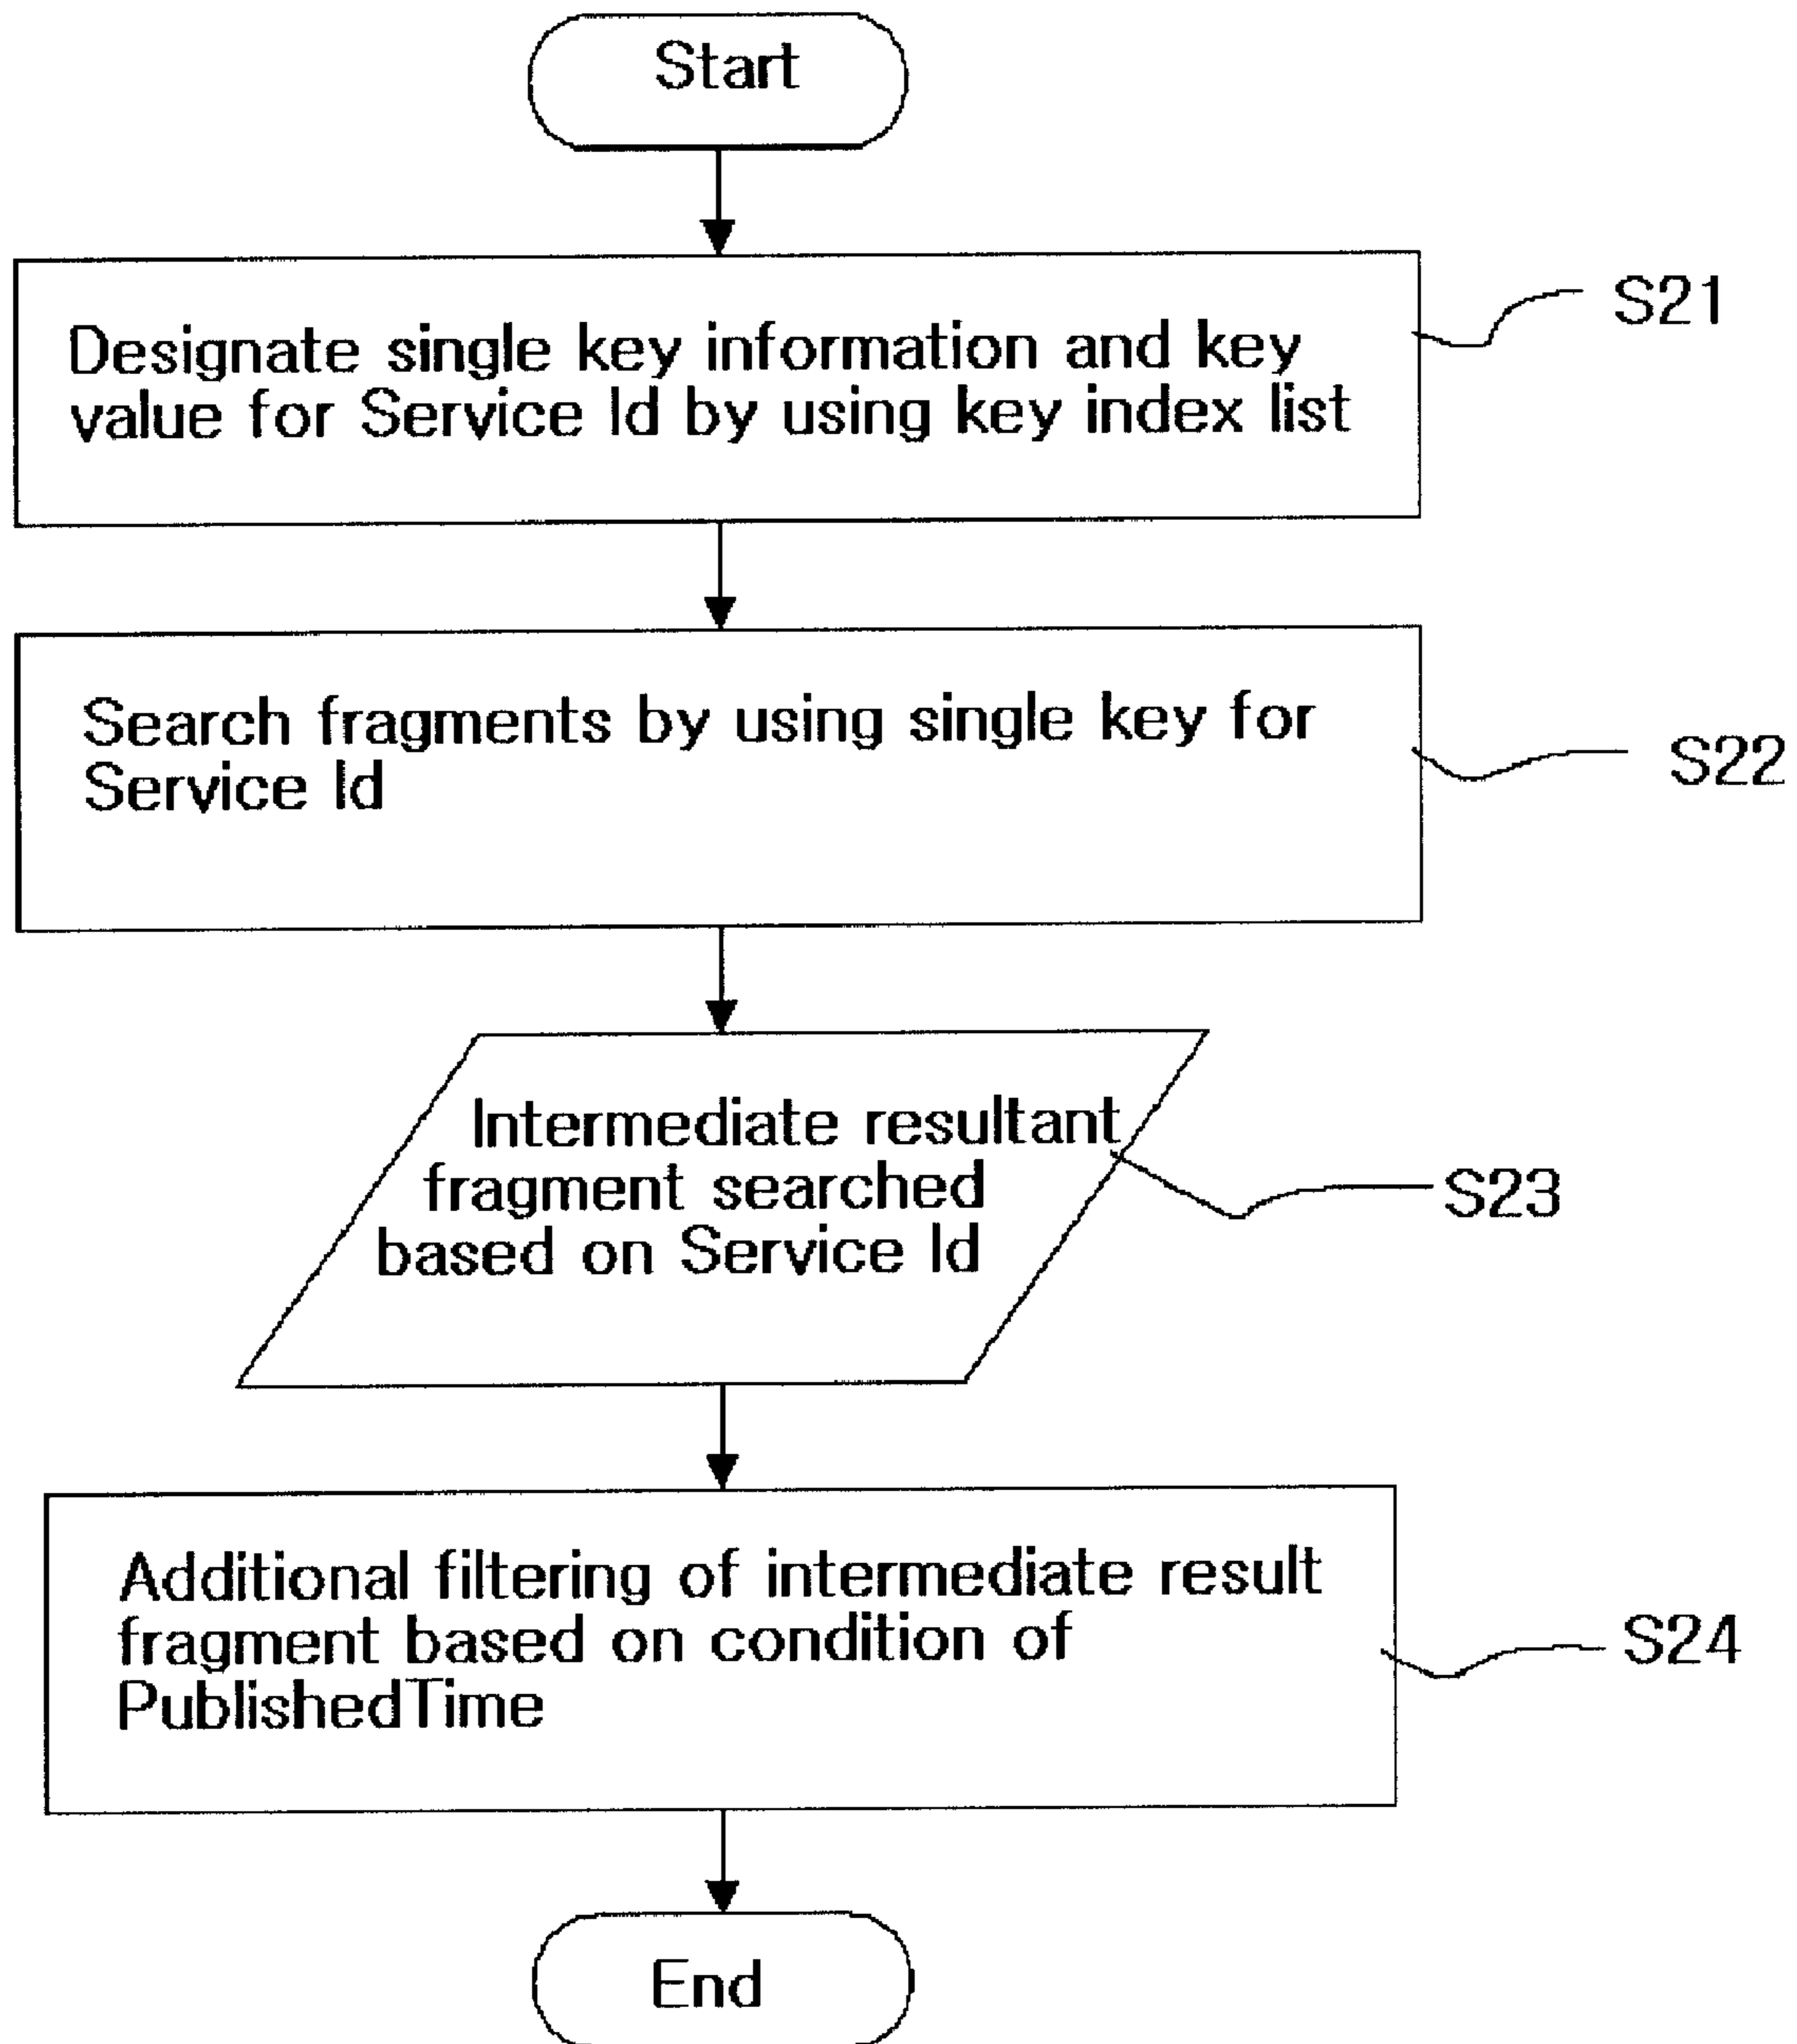 Start
Designate single key information and key
value for Service Id by using key index list
S21
Search fragments by using single key for
Service Id
S22
Intermediate resultant
fragment searched
based on Service Id
S23
Additional filtering of intermediate result
fragment based on condition of
PublishedTime
S24
End